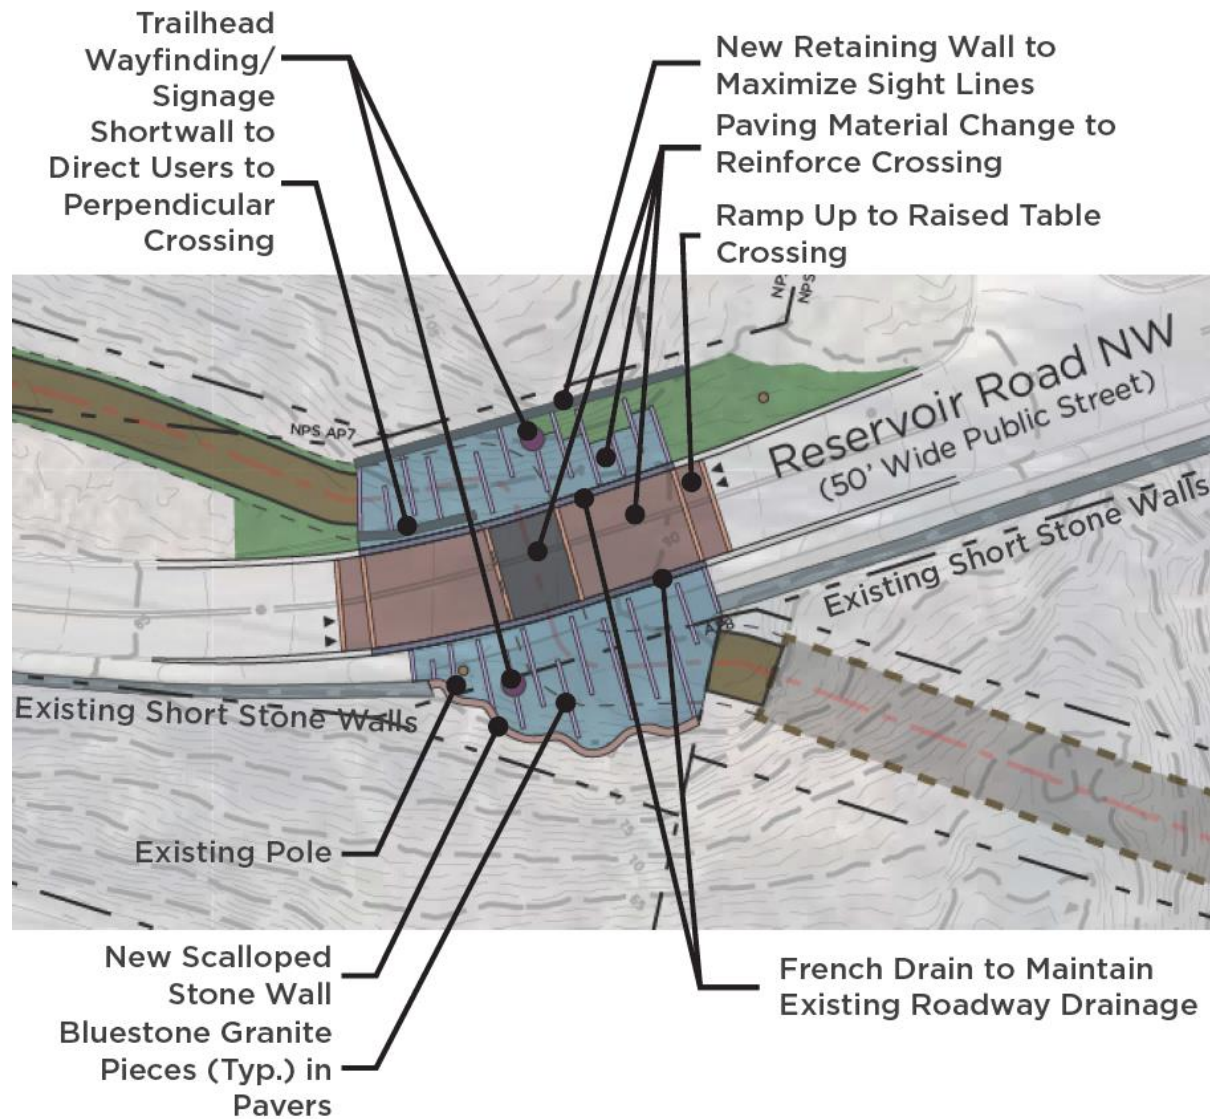 Trailhead
Wayfinding/
Signage
Shortwall to
Direct Users to
Perpendicular
Crossing
New Retaining Wall to
Maximize Sight Lines
Paving Material Change to
Reinforce Crossing
Ramp Up to Raised Table
Crossing
NPS
NPS AP7
Reservoir Road NW
(50' Wide Public Street)
Existing Short Stone Walls
Existing Short Stone Walls
Existing Pole
New Scalloped
Stone Wall
Bluestone Granite
Pieces (Typ.) in
Pavers
French Drain to Maintain
Existing Roadway Drainage